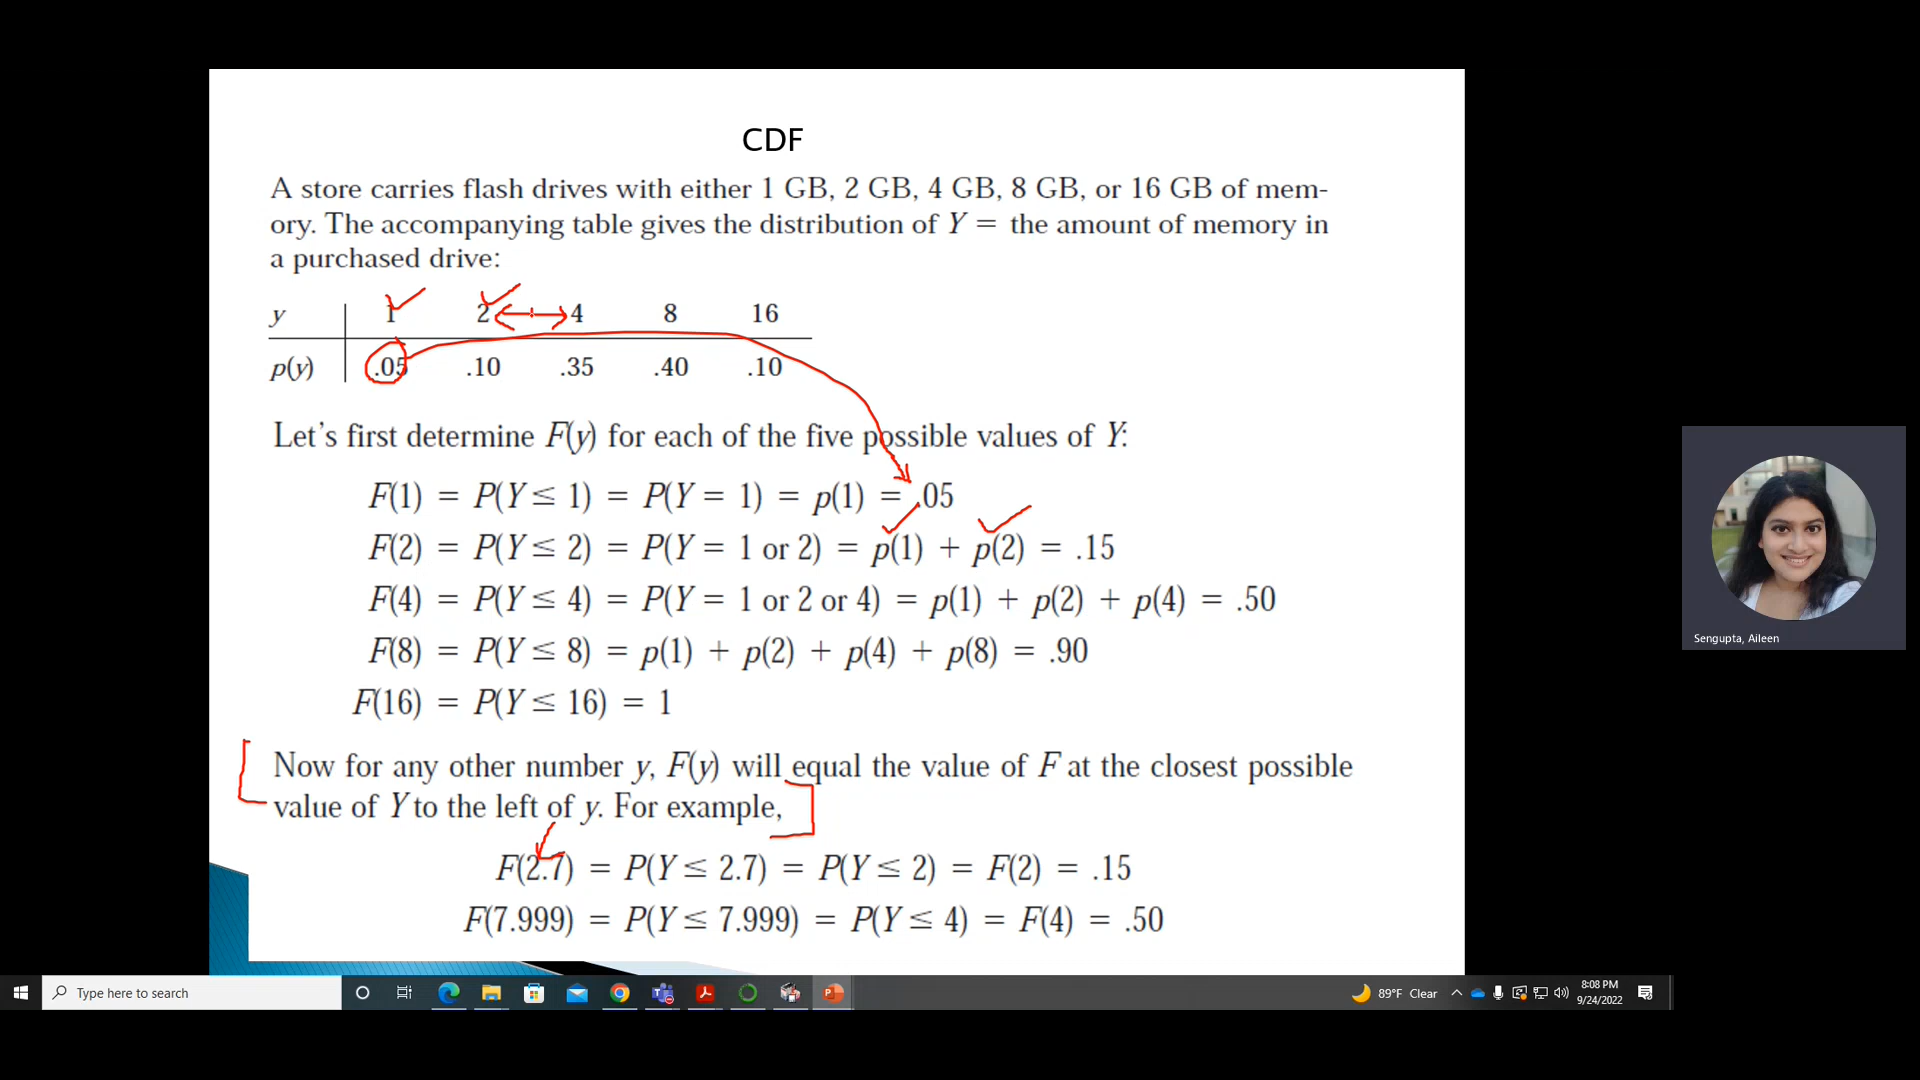 CDF
A store carries flash drives with either 1 GB, 2 GB, 4 GB, 8 GB, or 16 GB of mem-
ory. The accompanying table gives the distribution of Y = the amount of memory in
a purchased drive:
y 1 2 4 8 16
p(y) .05 .10 .35 .40 .10
Let's first determine F(y) for each of the five possible values of Y:
F(1) = P(Y ≤ 1) = P(Y = 1) = p(1) = .05
F(2) = P(Y ≤ 2) = P(Y = 1 or 2) = p(1) + p(2) = .15
F(4) = P(Y ≤ 4) = P(Y = 1 or 2 or 4) = p(1) + p(2) + p(4) = .50
F(8) = P(Y ≤ 8) = p(1) + p(2) + p(4) + p(8) = .90
F(16) = P(Y ≤ 16) = 1
Now for any other number y, F(y) will equal the value of F at the closest possible
value of Y to the left of y. For example,
F(2.7) = P(Y ≤ 2.7) = P(Y ≤ 2) = F(2) = .15
F(7.999) = P(Y ≤ 7.999) = P(Y ≤ 4) = F(4) = .50
Sengupta, Aileen
Type here to search
89°F Clear
8:08 PM
9/24/2022